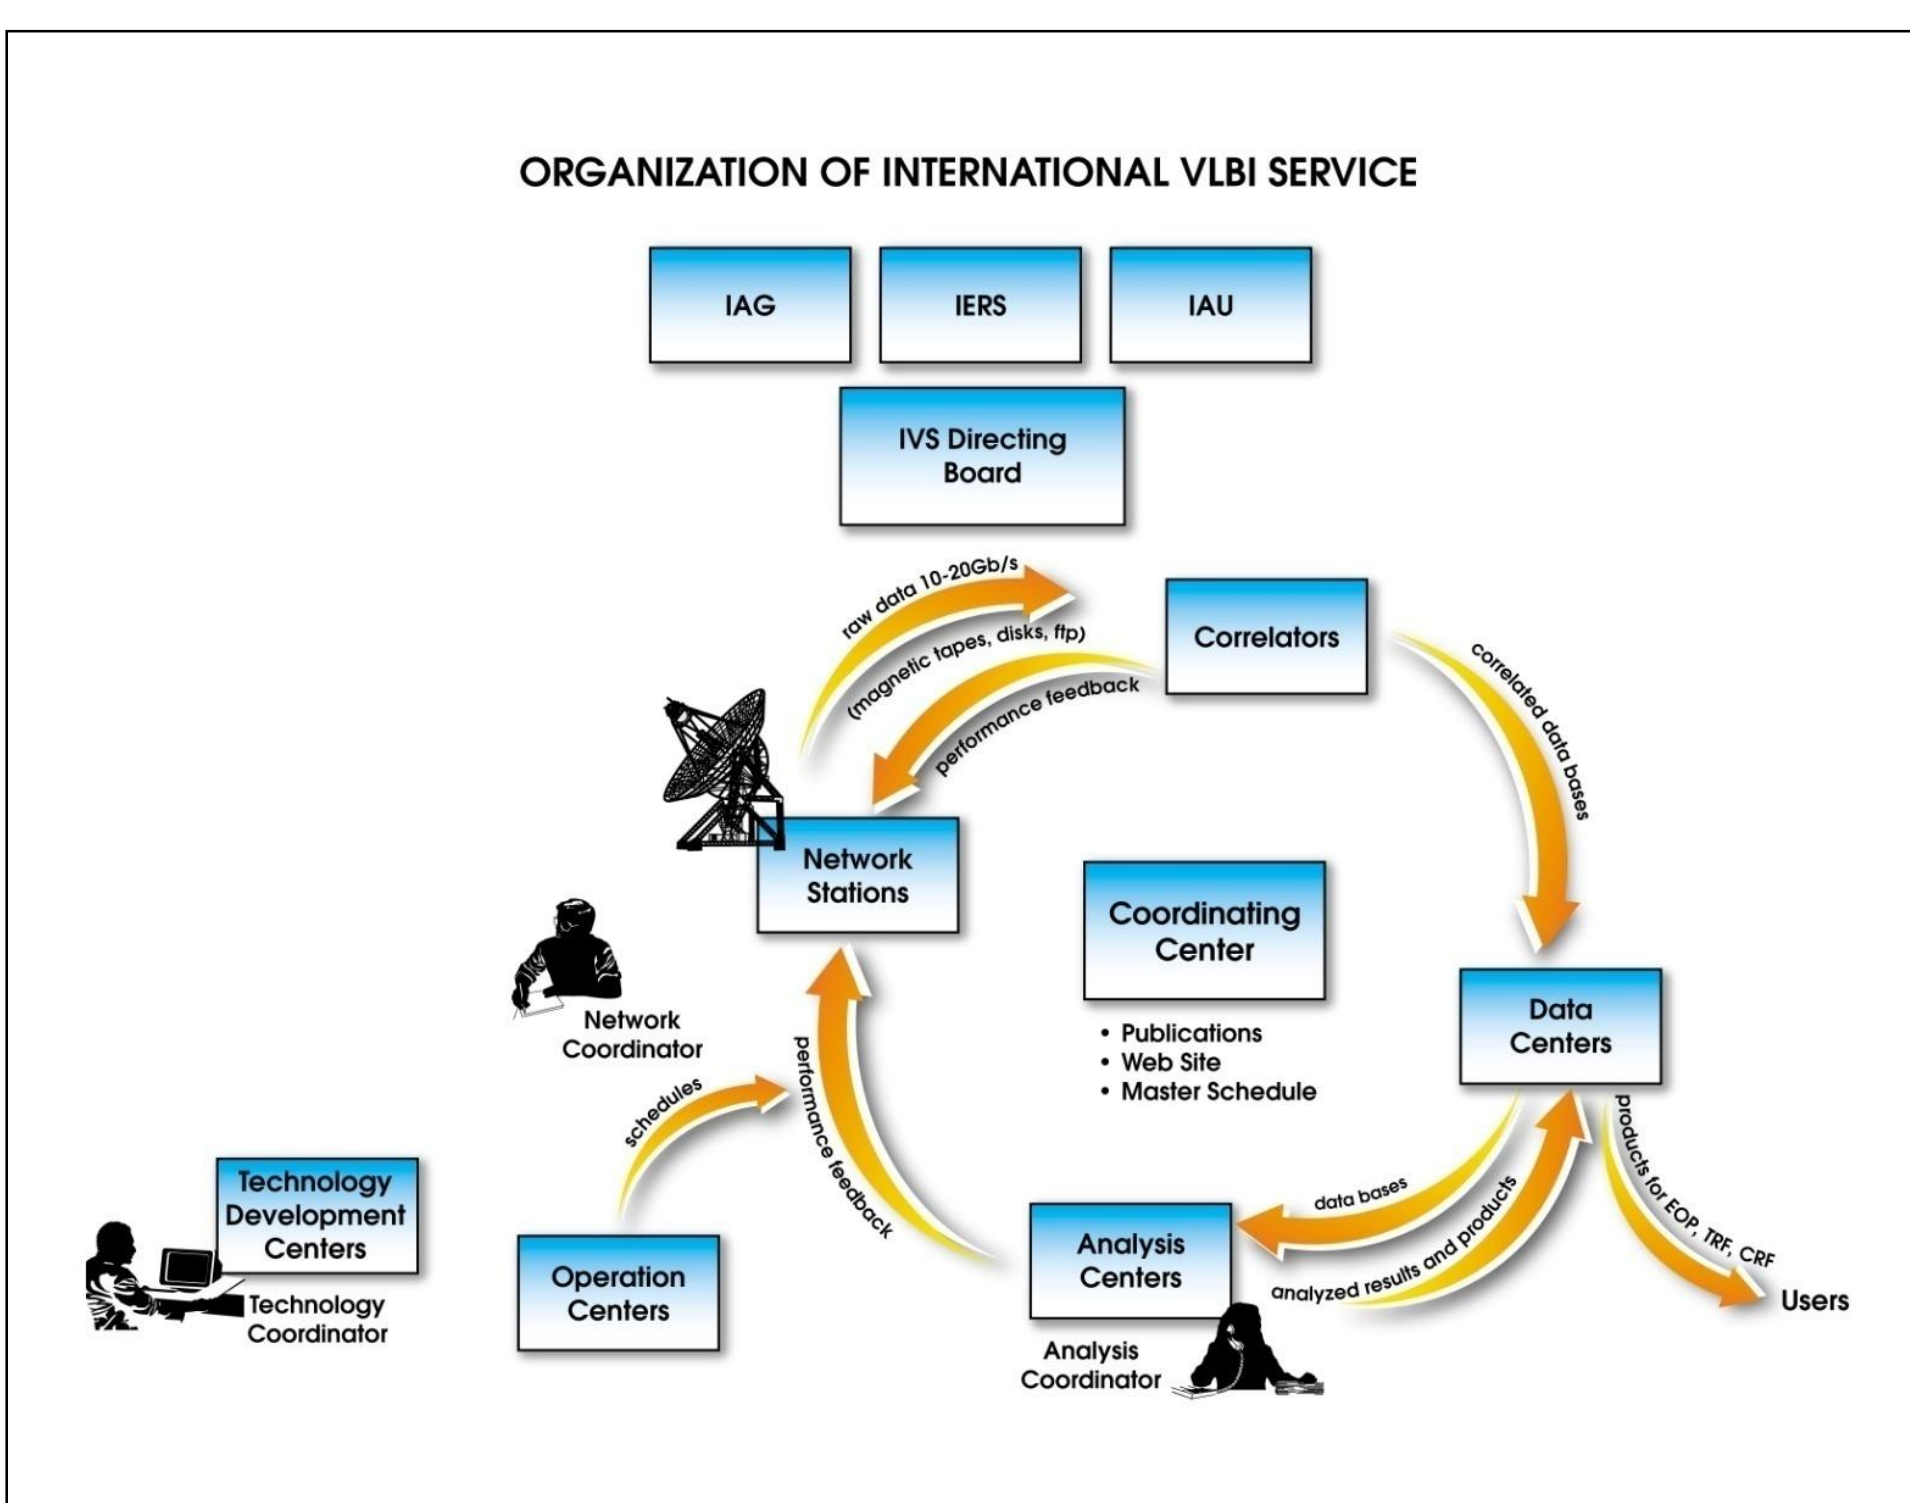 ORGANIZATION OF INTERNATIONAL VLBI SERVICE
IAG
IERS
IAU
IVS Directing
Board
raw data 10-20Gb/s
(magnetic tapes, disks, ftp)
performance feedback
Correlators
correlated data bases
Network
Stations
Coordinating
Center
• Publications
• Web Site
• Master Schedule
Data
Centers
Network
Coordinator
schedules
performance feedback
Technology
Development
Centers
Technology
Coordinator
Operation
Centers
Analysis
Centers
Analysis
Coordinator
data bases
analyzed results and products
products for EOP, TRF, CRF
Users